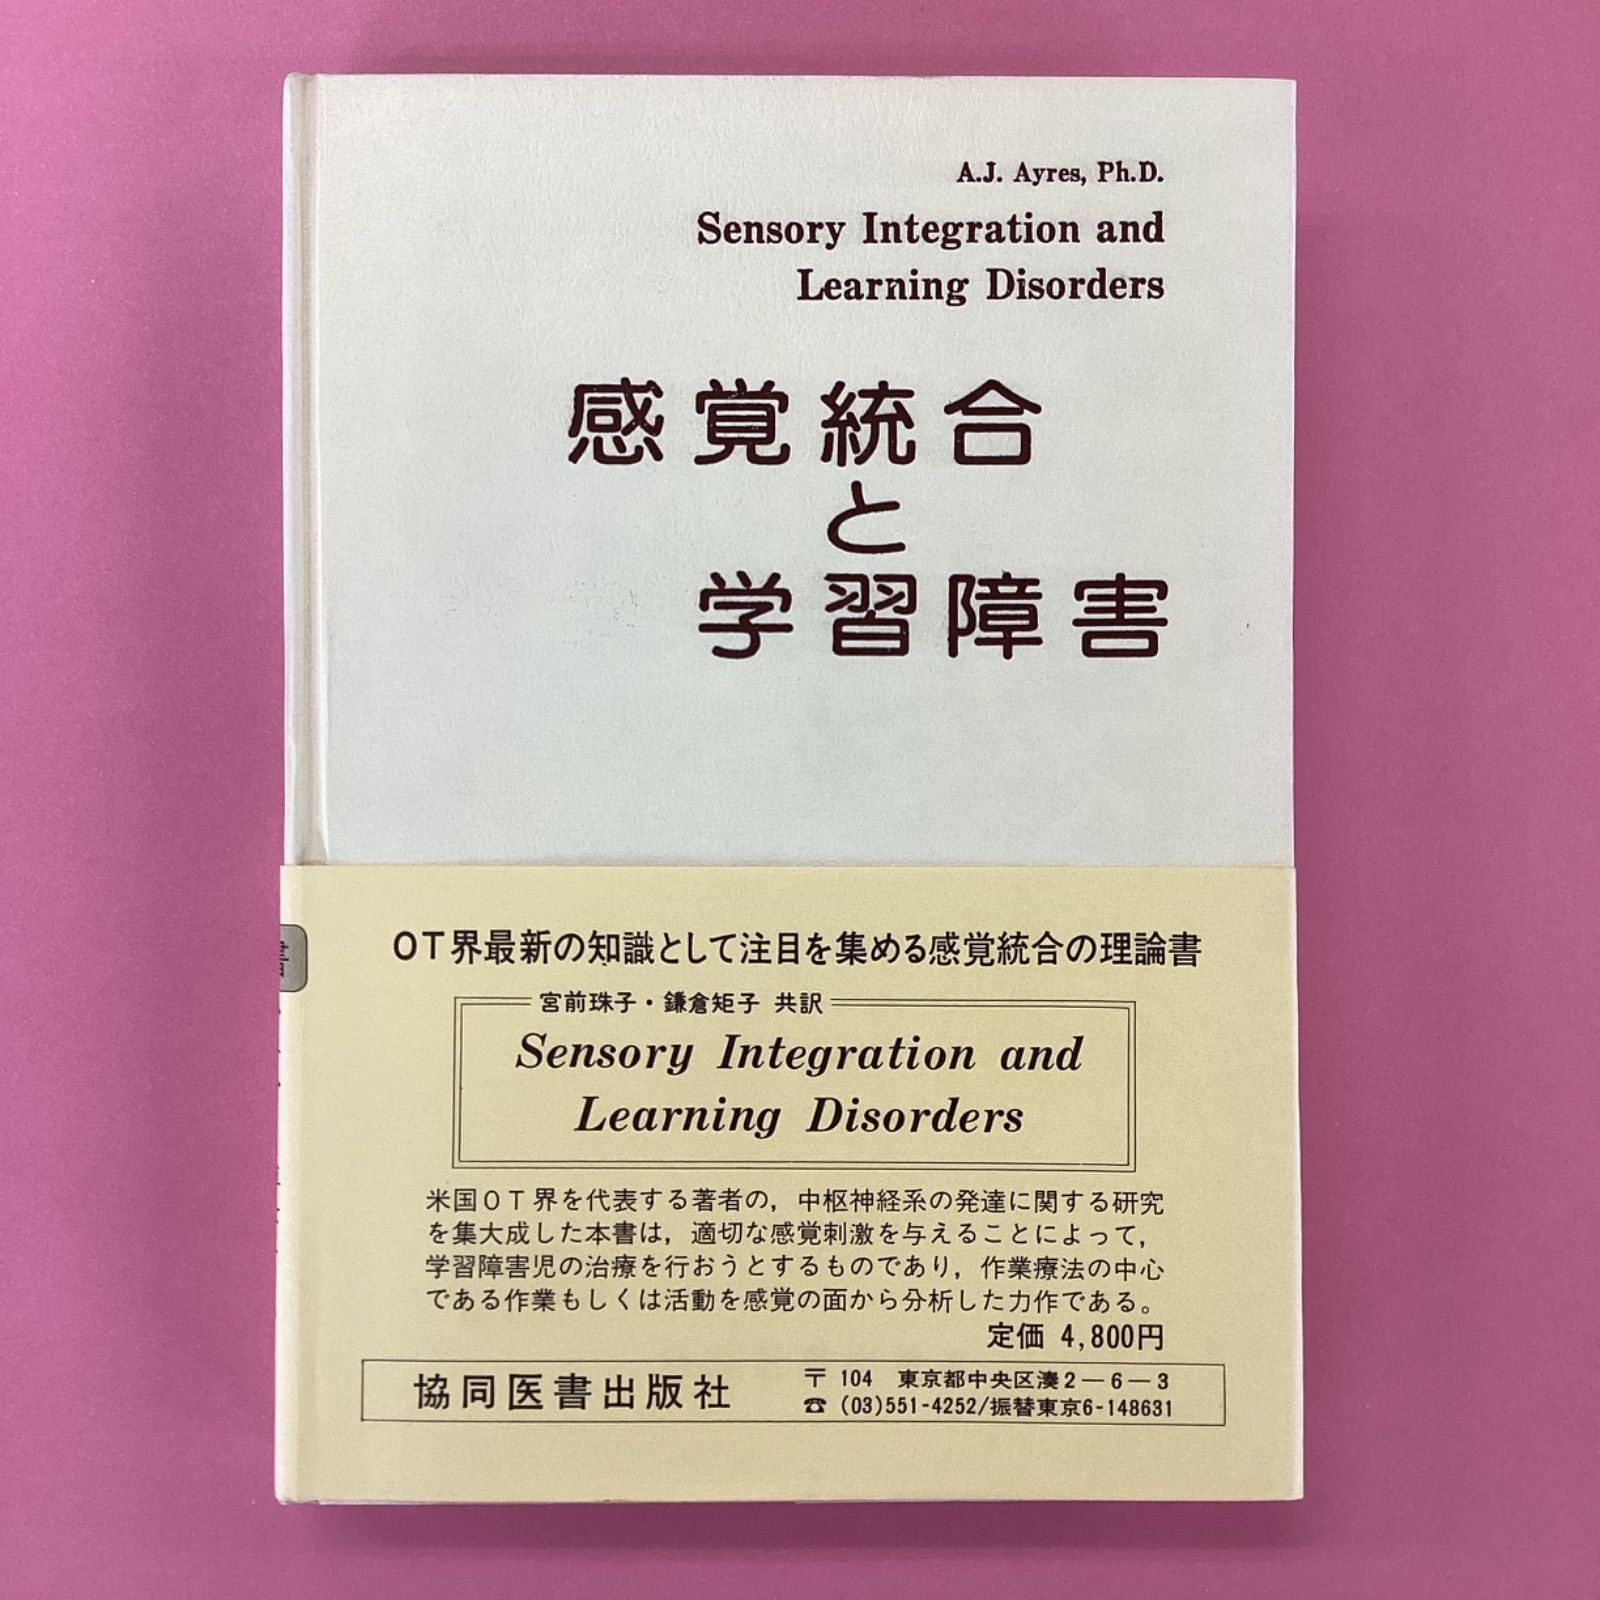 A.J. Ayres, Ph.D.
Sensory Integration and
Learning Disorders
感覚統合
と
学習障害
OT界最新の知識として注目を集める感覚統合の理論書
宮前珠子・鎌倉矩子 共訳
Sensory Integration and
Learning Disorders
米国OT界を代表する著者の，中枢神経系の発達に関する研究
を集大成した本書は，適切な感覚刺激を与えることによって，
学習障害児の治療を行おうとするものであり，作業療法の中心
である作業もしくは活動を感覚の面から分析した力作である。
定価 4,800円
協同医書出版社
〒 104 東京都中央区湊2－6－3
☎ (03)551-4252/振替東京6-148631
書